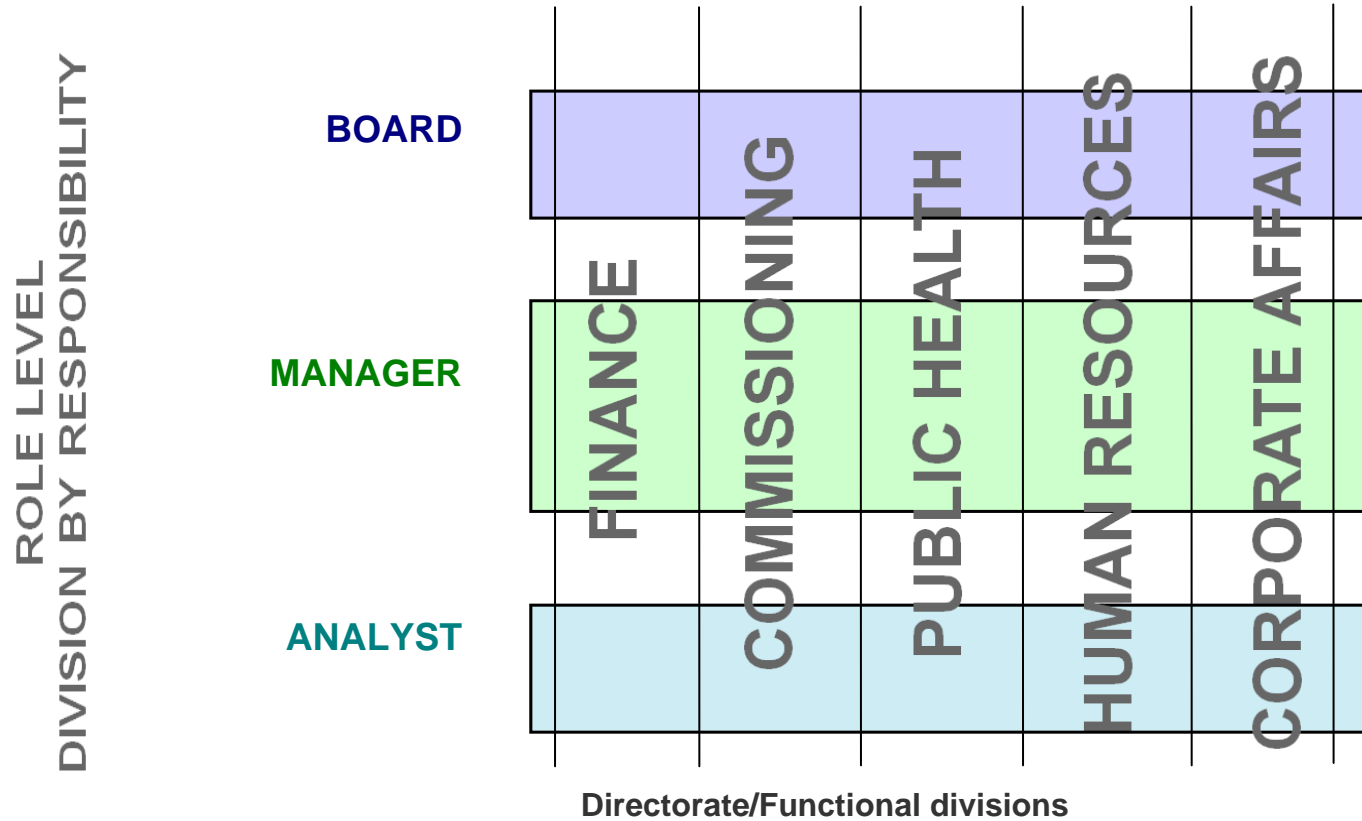 ROLE LEVEL
DIVISION BY RESPONSIBILITY
BOARD
MANAGER
ANALYST
FINANCE
COMMISSIONING
PUBLIC HEALTH
HUMAN RESOURCES
CORPORATE AFFAIRS
Directorate/Functional divisions